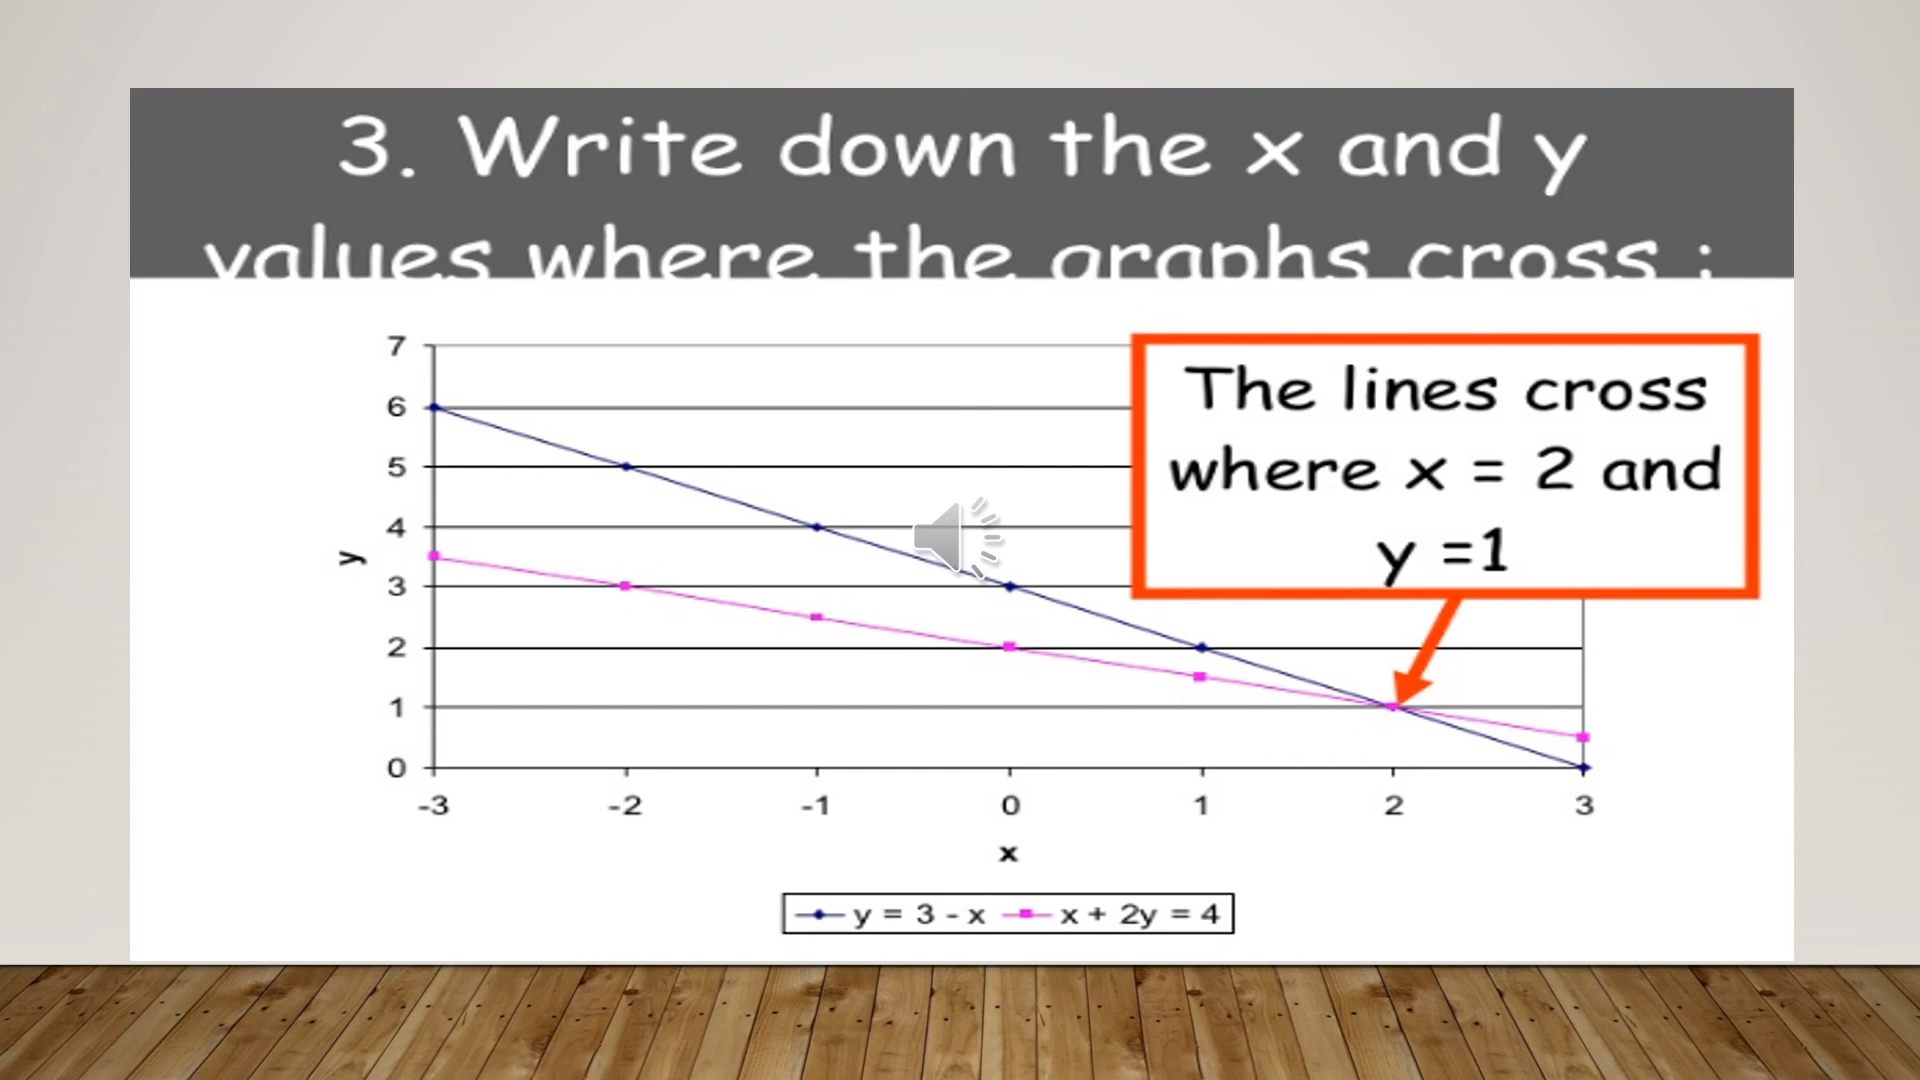 3. Write down the x and y
values where the graphs cross :
The lines cross
where x = 2 and
y =1
7
6
5
4
3
2
1
0
y
-3 -2 -1 0 1 2 3
x
y = 3 - x x + 2y = 4